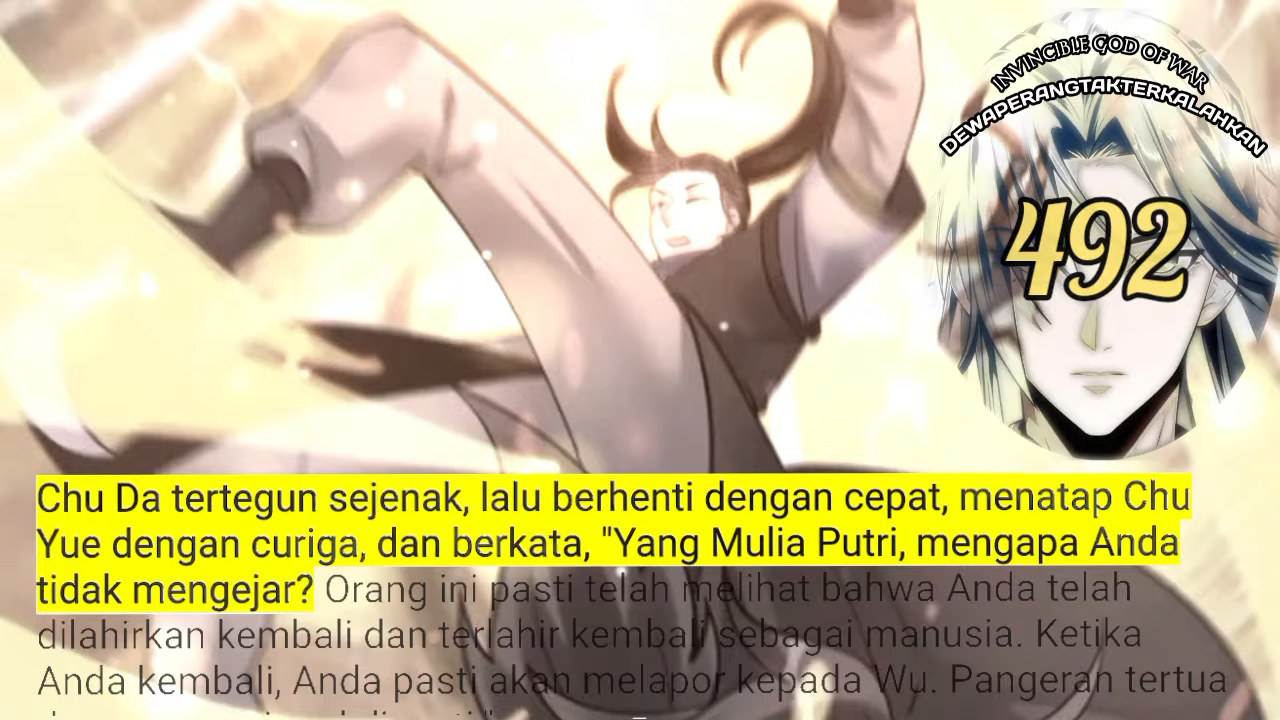 INVINCIBLE GOD OF WAR
DEWAPERANGTAKTERKALAHKAN
492
Chu Da tertegun sejenak, lalu berhenti dengan cepat, menatap Chu
Yue dengan curiga, dan berkata, "Yang Mulia Putri, mengapa Anda
tidak mengejar? Orang ini pasti telah melihat bahwa Anda telah
dilahirkan kembali dan terlahir kembali sebagai manusia. Ketika
Anda kembali, Anda pasti akan melapor kepada Wu. Pangeran tertua